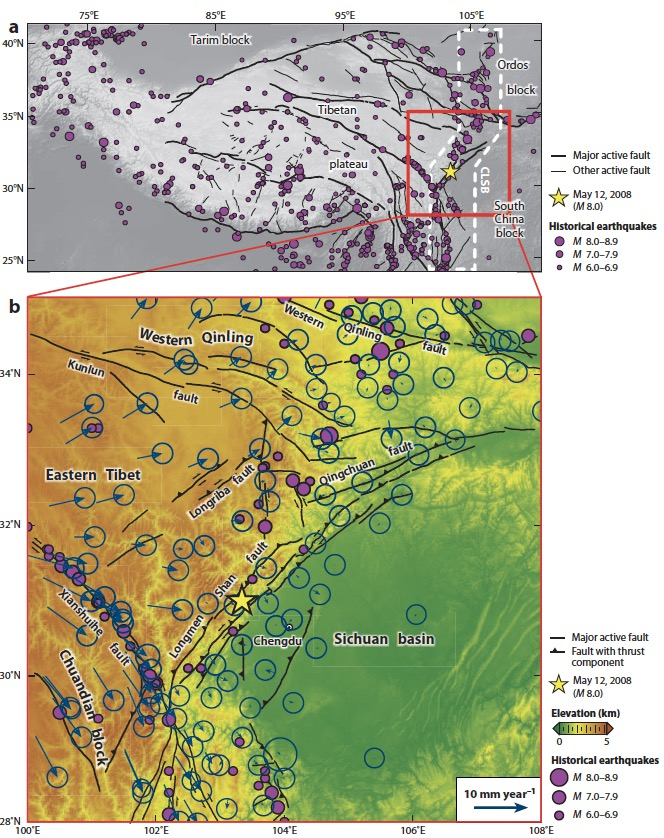 a
75°E 85°E 95°E 105°E
40°N
35°N
30°N
25°N
Tarim block
Ordos
block
Tibetan
plateau
CLSB
South
China
block
Major active fault
Other active fault
May 12, 2008
(M 8.0)
Historical earthquakes
M 8.0–8.9
M 7.0–7.9
M 6.0–6.9
b
Western Qinling
Western Qinling fault
Kunlun fault
Eastern Tibet
Longriba fault
Qingchuan fault
Longmen Shan fault
Xianshuihe fault
Chengdu
Sichuan basin
Chuandian block
34°N
32°N
30°N
28°N
100°E 102°E 104°E 106°E 108°E
10 mm year⁻¹
Major active fault
Fault with thrust
component
May 12, 2008
(M 8.0)
Elevation (km)
0 5
Historical earthquakes
M 8.0–8.9
M 7.0–7.9
M 6.0–6.9